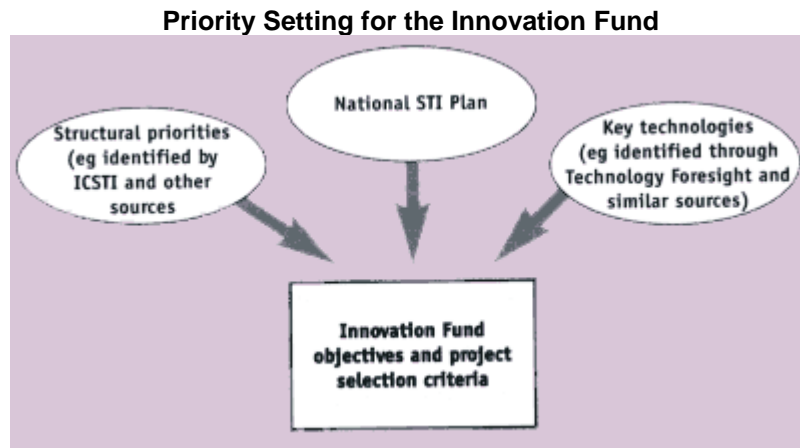 Priority Setting for the Innovation Fund
National STI Plan
Structural priorities
(eg identified by
ICSTI and other
sources
Key technologies
(eg identified through
Technology Foresight and
similar sources)
Innovation Fund
objectives and project
selection criteria